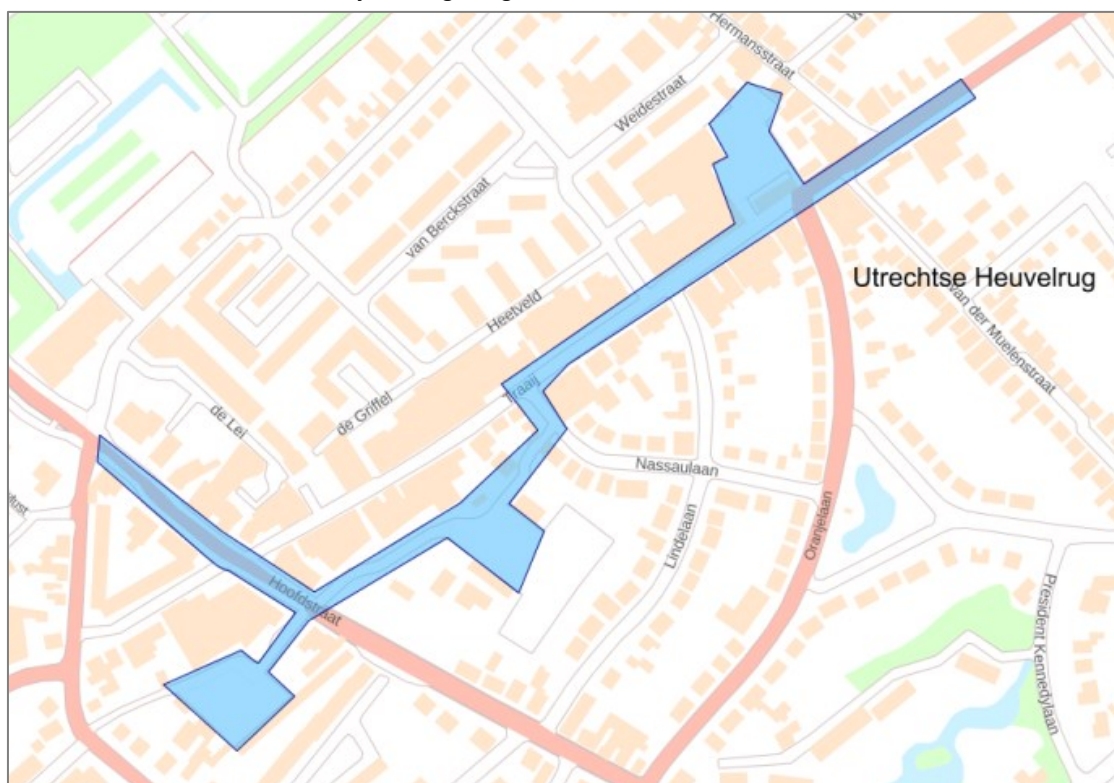 Hermansstraat
Weidestraat
van Berckstraat
Utrechtse Heuvelrug
van der Muelenstraat
Heetveld
Traaij
de Griffel
de Lei
Nassaulaan
Lindelaan
Oranjelaan
Hoofdstraat
President Kennedylaan